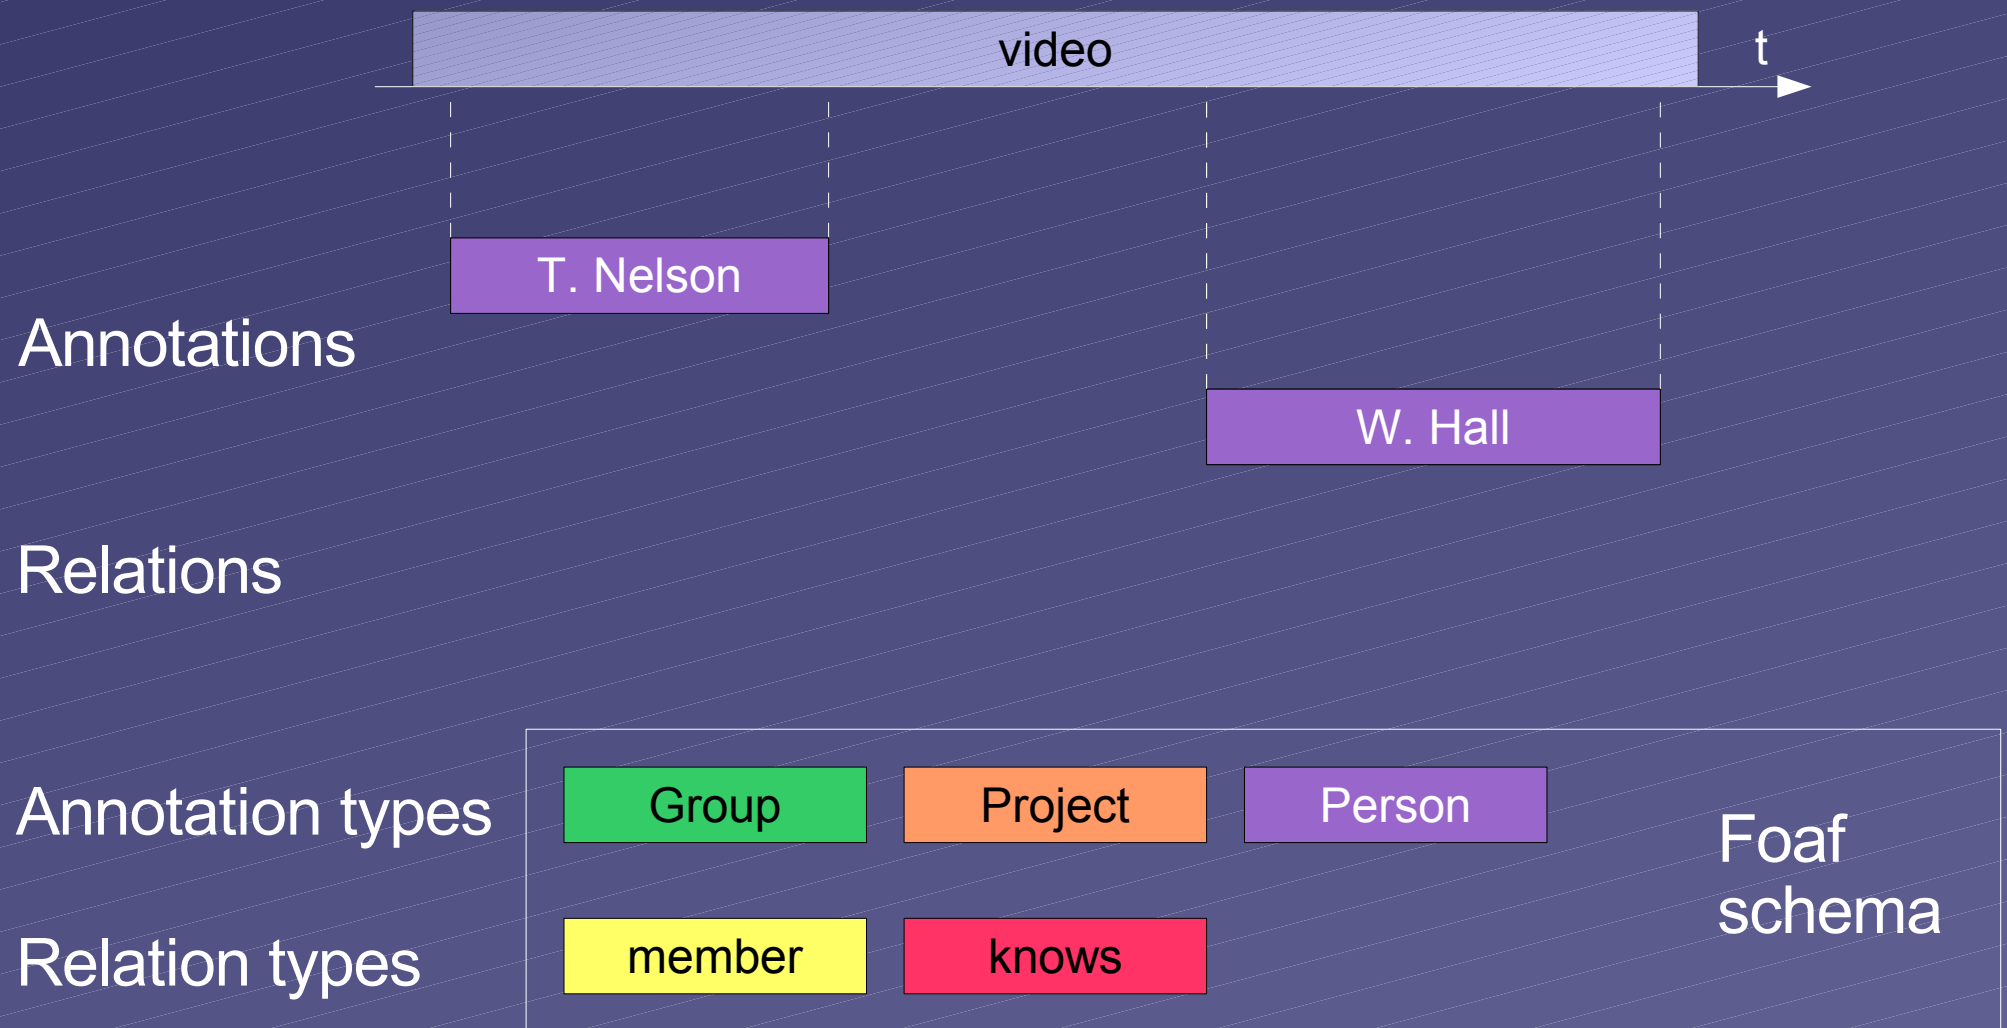 video
t
T. Nelson
Annotations
W. Hall
Relations
Annotation types
Group
Project
Person
Foaf
schema
Relation types
member
knows